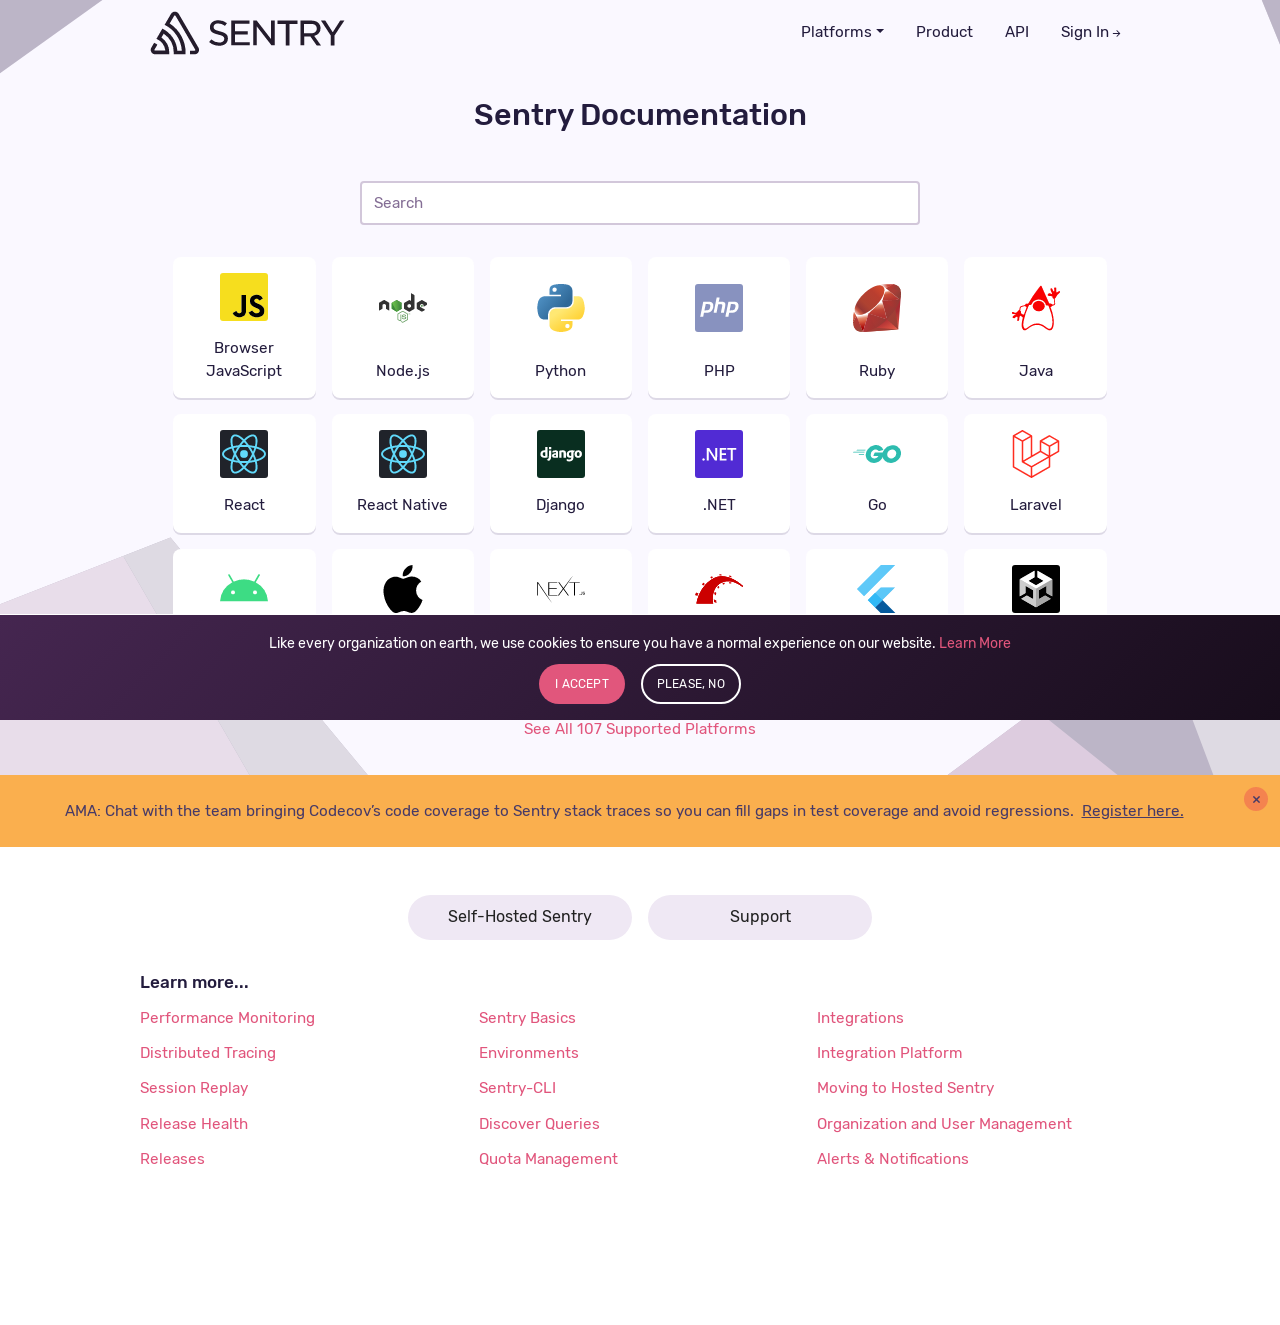 SENTRY
Platforms
Product
API
Sign In →
Sentry Documentation
Search
JS
Browser
JavaScript
node
JS
Node.js
Python
php
PHP
Ruby
Java
React
React Native
django
Django
.NET
.NET
GO
Go
Laravel
NEXT.JS
Like every organization on earth, we use cookies to ensure you have a normal experience on our website. Learn More
I ACCEPT
PLEASE, NO
See All 107 Supported Platforms
AMA: Chat with the team bringing Codecov’s code coverage to Sentry stack traces so you can fill gaps in test coverage and avoid regressions. Register here.
×
Self-Hosted Sentry
Support
Learn more...
Performance Monitoring
Distributed Tracing
Session Replay
Release Health
Releases
Sentry Basics
Environments
Sentry-CLI
Discover Queries
Quota Management
Integrations
Integration Platform
Moving to Hosted Sentry
Organization and User Management
Alerts & Notifications